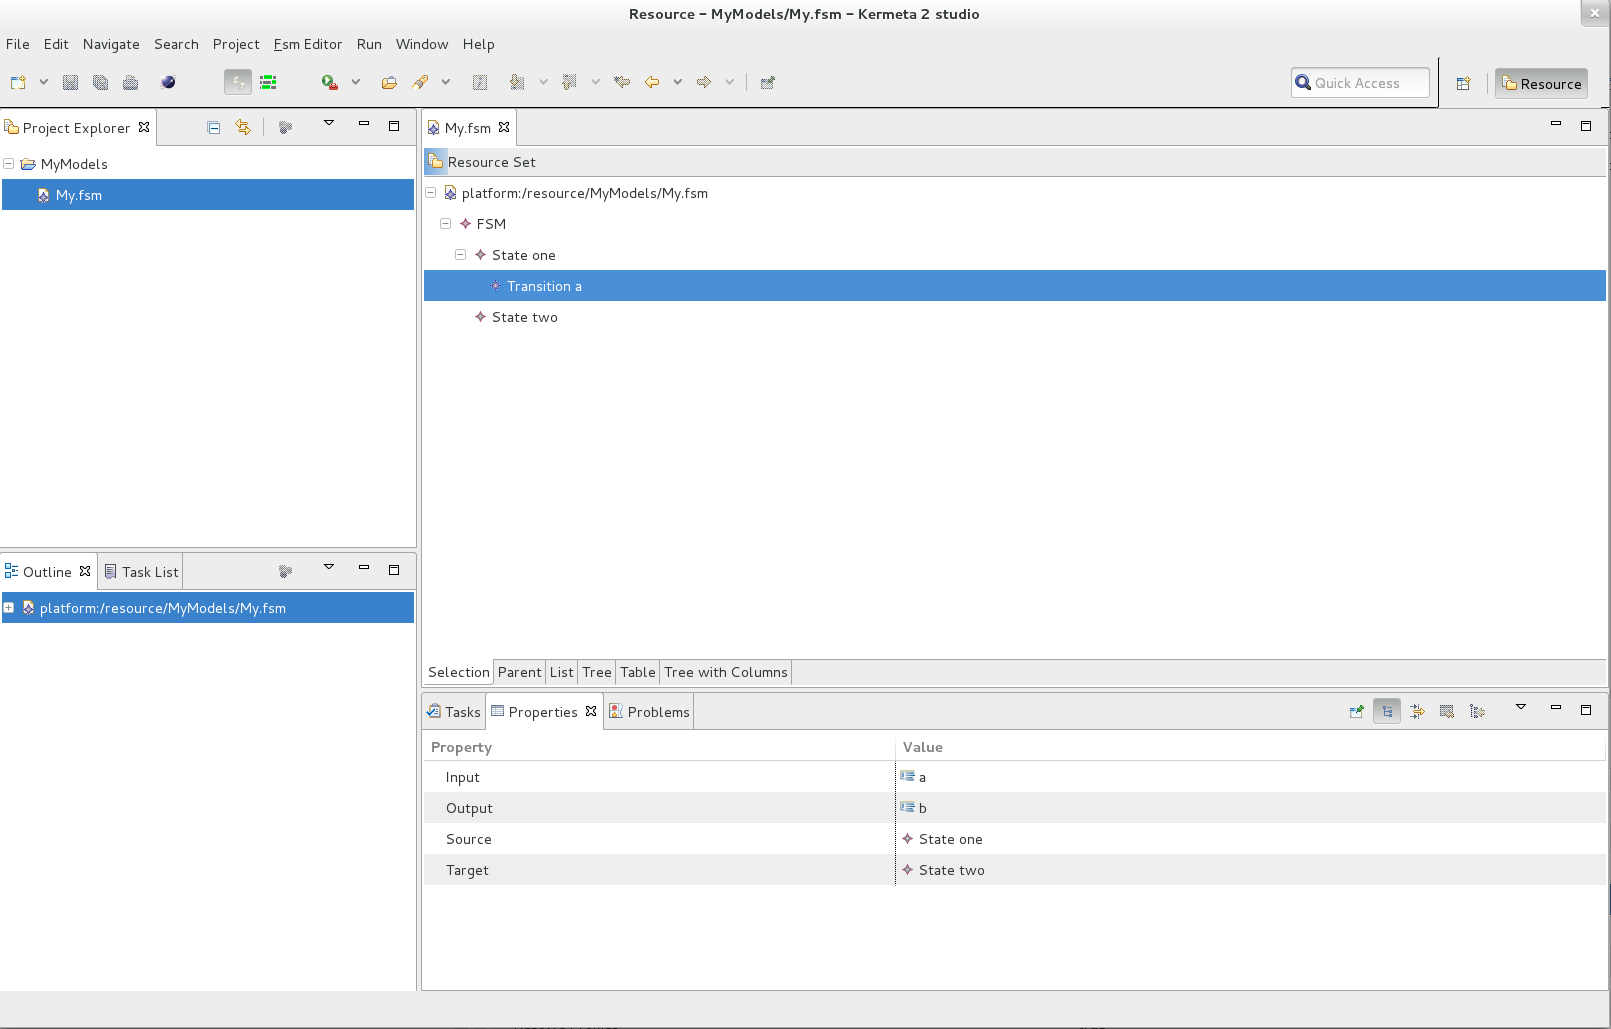 Resource – MyModels/My.fsm – Kermeta 2 studio
File Edit Navigate Search Project Fsm Editor Run Window Help
Quick Access
Resource
Project Explorer
MyModels
My.fsm
My.fsm
Resource Set
platform:/resource/MyModels/My.fsm
FSM
State one
Transition a
State two
Selection Parent List Tree Table Tree with Columns
Outline Task List
platform:/resource/MyModels/My.fsm
Tasks Properties Problems
Property Value
Input a
Output b
Source State one
Target State two